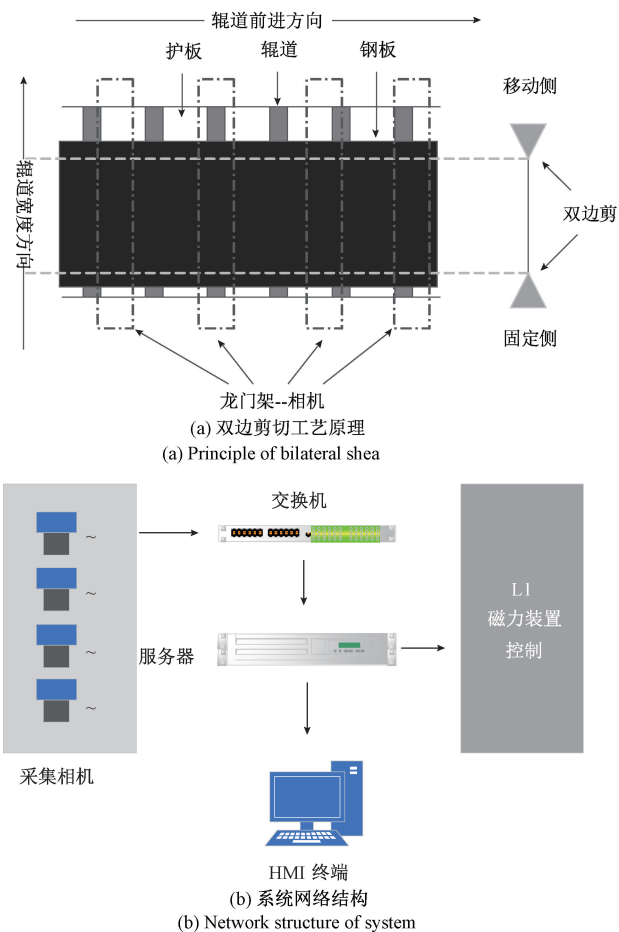 辊道前进方向
护板
辊道
钢板
移动侧
辊道宽度方向
双边剪
固定侧
龙门架--相机
(a) 双边剪切工艺原理
(a) Principle of bilateral shea
交换机
L1
磁力装置
控制
~
~
~
~
服务器
采集相机
HMI 终端
(b) 系统网络结构
(b) Network structure of system